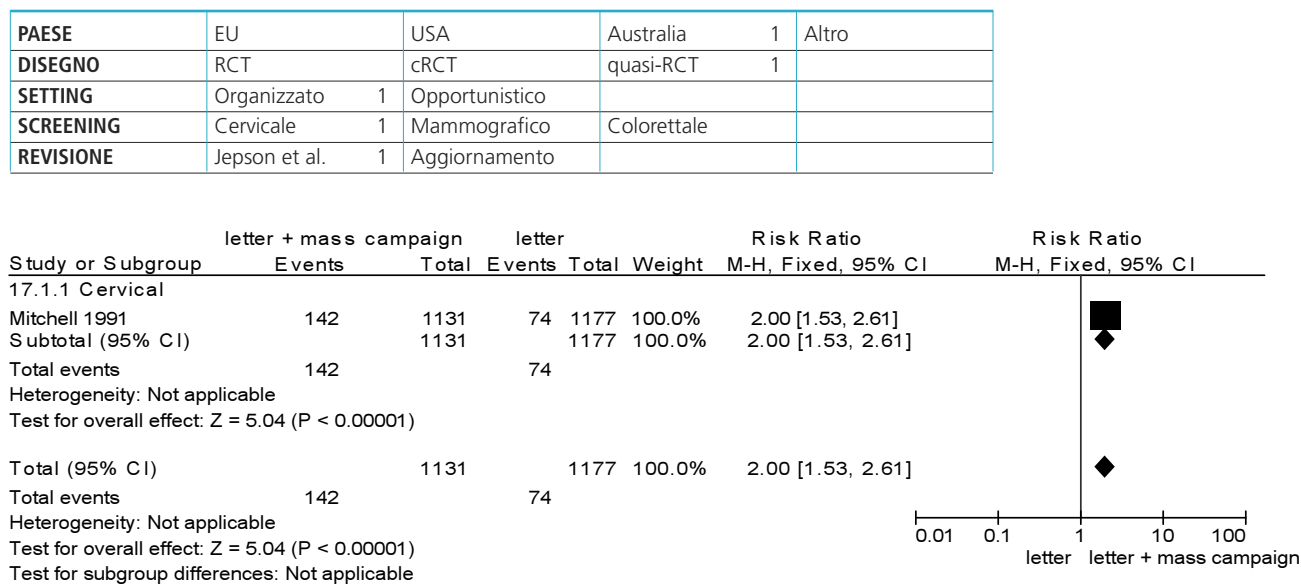 PAESE EU USA Australia 1 Altro
DISEGNO RCT cRCT quasi-RCT 1
SETTING Organizzato 1 Opportunistico
SCREENING Cervicale 1 Mammografico Colorettale
REVISIONE Jepson et al. 1 Aggiornamento
letter + mass campaign letter Risk Ratio Risk Ratio
Study or Subgroup Events Total Events Total Weight M-H, Fixed, 95% CI M-H, Fixed, 95% CI
17.1.1 Cervical
Mitchell 1991 142 1131 74 1177 100.0% 2.00 [1.53, 2.61]
Subtotal (95% CI) 1131 1177 100.0% 2.00 [1.53, 2.61]
Total events 142 74
Heterogeneity: Not applicable
Test for overall effect: Z = 5.04 (P < 0.00001)
Total (95% CI) 1131 1177 100.0% 2.00 [1.53, 2.61]
Total events 142 74
Heterogeneity: Not applicable
Test for overall effect: Z = 5.04 (P < 0.00001)
Test for subgroup differences: Not applicable
0.01 0.1 1 10 100
letter letter + mass campaign